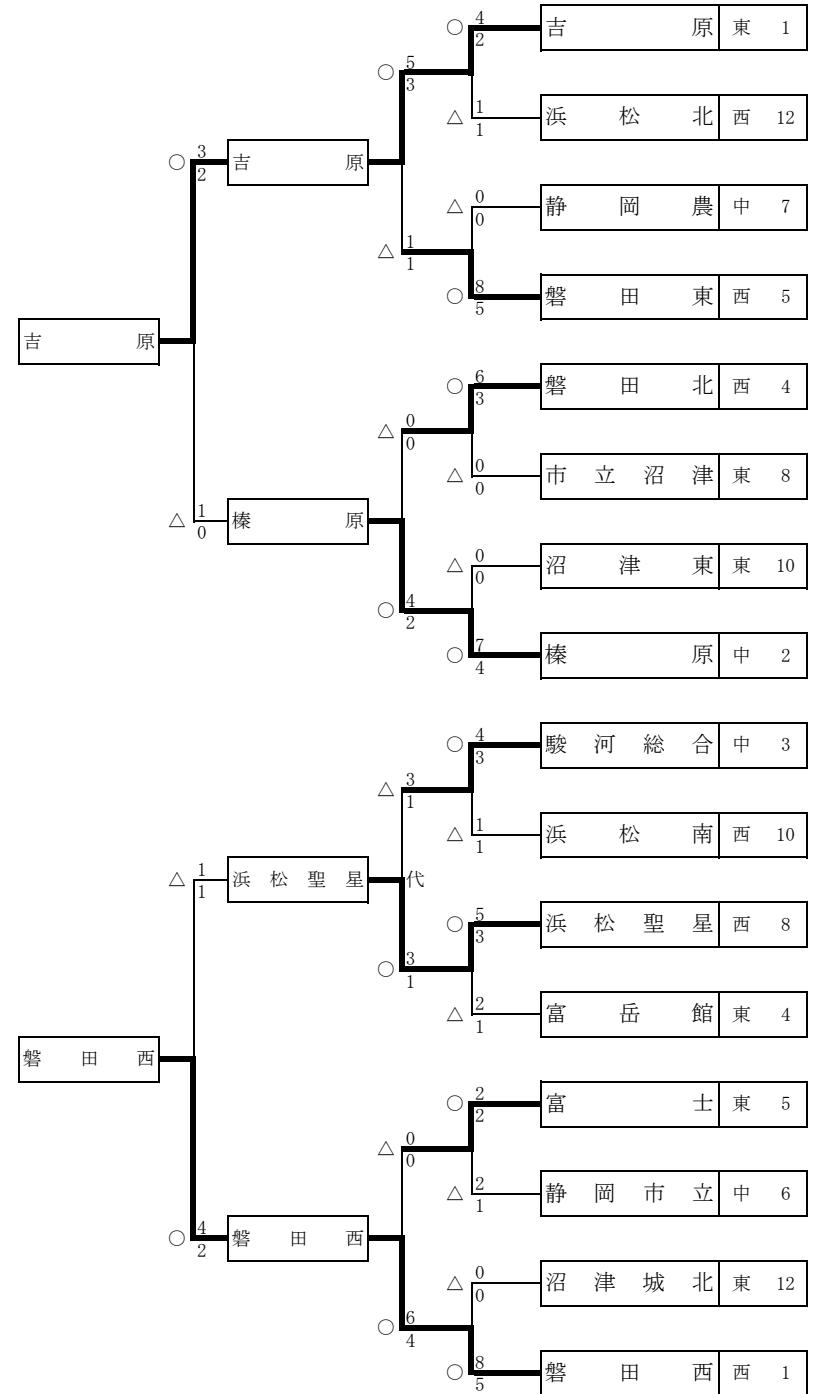 ○ 4 2 吉原 東 1
○ 5 3
△ 1 1 浜松北 西 12
○ 3 2 吉原
△ 0 0 静岡農 中 7
△ 1 1
○ 8 5 磐田東 西 5
吉原
○ 6 3 磐田北 西 4
△ 0 0
△ 0 0 市立沼津 東 8
△ 1 0 榛原
△ 0 0 沼津東 東 10
○ 4 2
○ 7 4 榛原 中 2
○ 4 3 駿河総合 中 3
△ 3 1
△ 1 1 浜松南 西 10
△ 1 1 浜松聖星 代
○ 5 3 浜松聖星 西 8
○ 3 1
△ 2 1 富岳館 東 4
磐田西
○ 2 2 富士 東 5
△ 0 0
△ 2 1 静岡市立 中 6
○ 4 2 磐田西
△ 0 0 沼津城北 東 12
○ 6 4
○ 8 5 磐田西 西 1